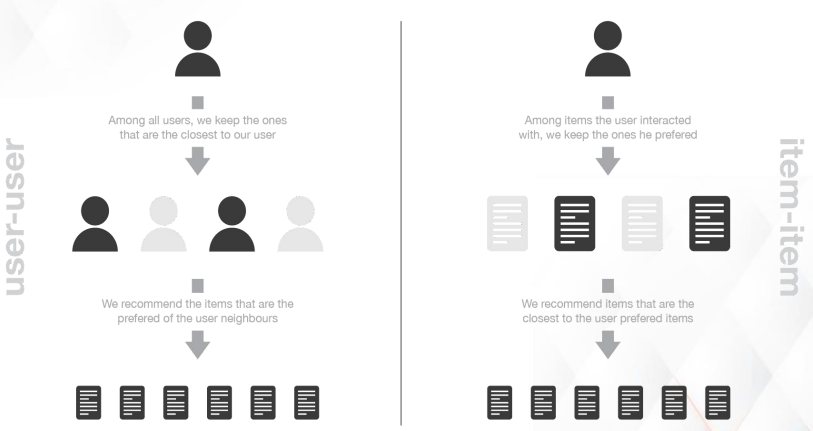 user-user
Among all users, we keep the ones
that are the closest to our user
We recommend the items that are the
prefered of the user neighbours
item-item
Among items the user interacted
with, we keep the ones he prefered
We recommend items that are the
closest to the user prefered items